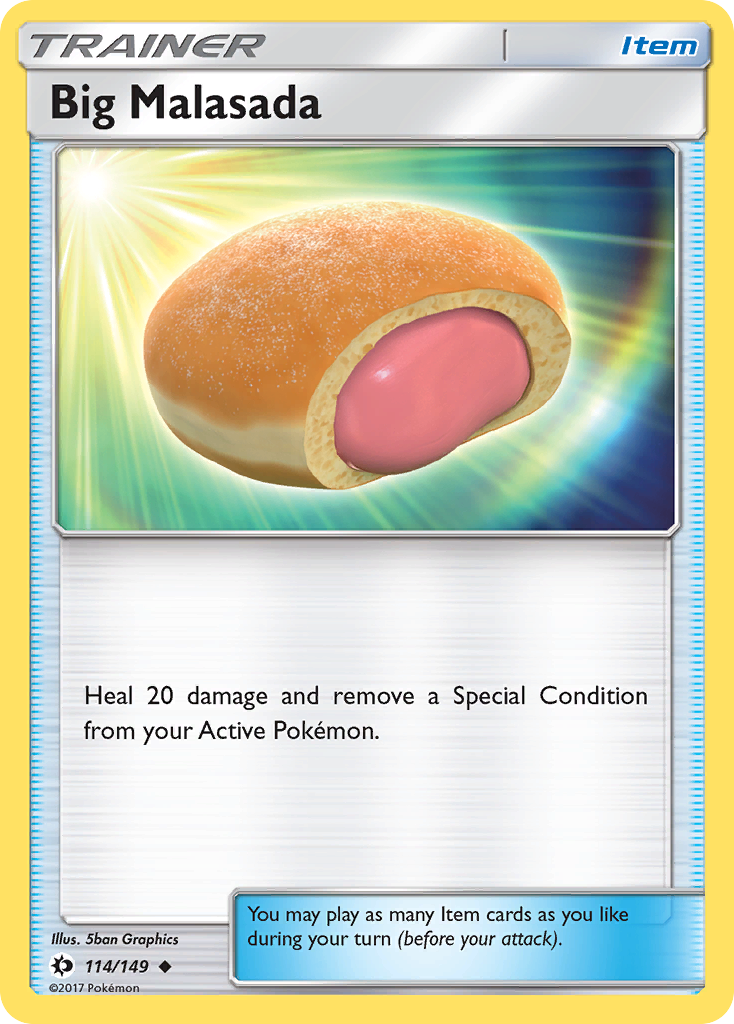 TRAINER
Item
Big Malasada
Heal 20 damage and remove a Special Condition
from your Active Pokémon.
You may play as many Item cards as you like
during your turn (before your attack).
Illus. 5ban Graphics
114/149 ◆
©2017 Pokémon